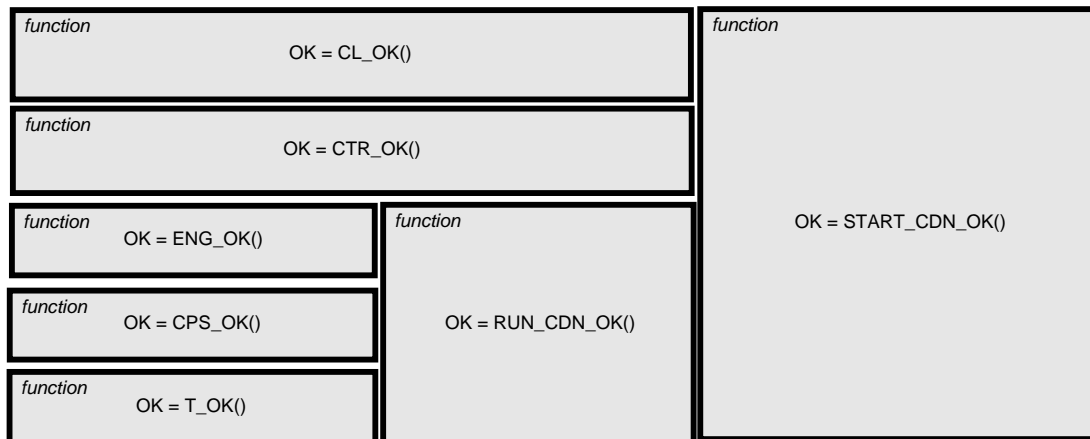 function
OK = CL_OK()
function
OK = CTR_OK()
function
OK = ENG_OK()
function
OK = CPS_OK()
function
OK = T_OK()
function
OK = RUN_CDN_OK()
function
OK = START_CDN_OK()